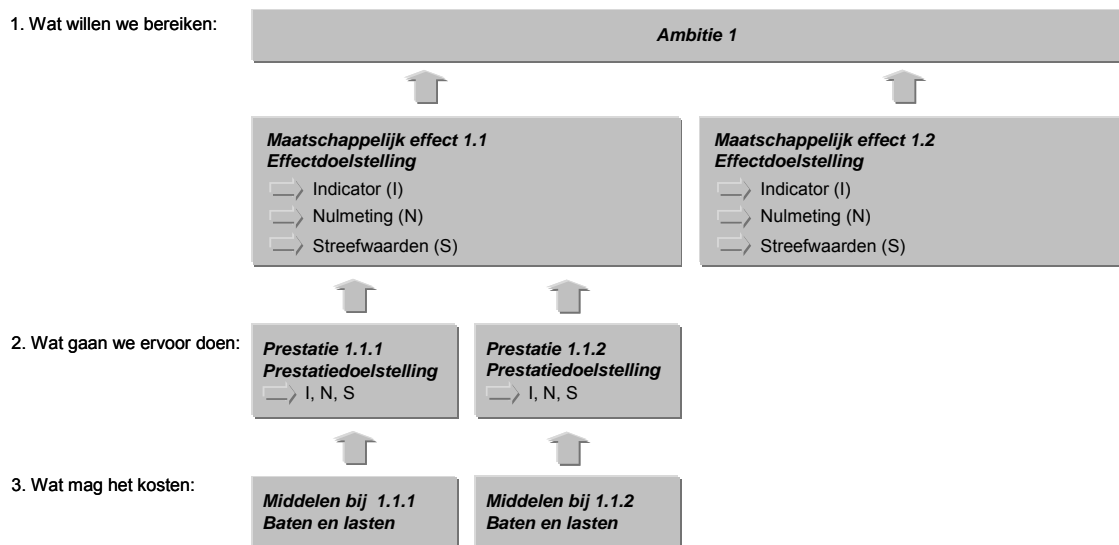 1. Wat willen we bereiken:
Ambitie 1
Maatschappelijk effect 1.1
Effectdoelstelling
Indicator (I)
Nulmeting (N)
Streefwaarden (S)
Maatschappelijk effect 1.2
Effectdoelstelling
Indicator (I)
Nulmeting (N)
Streefwaarden (S)
2. Wat gaan we ervoor doen:
Prestatie 1.1.1
Prestatiedoelstelling
I, N, S
Prestatie 1.1.2
Prestatiedoelstelling
I, N, S
3. Wat mag het kosten:
Middelen bij 1.1.1
Baten en lasten
Middelen bij 1.1.2
Baten en lasten